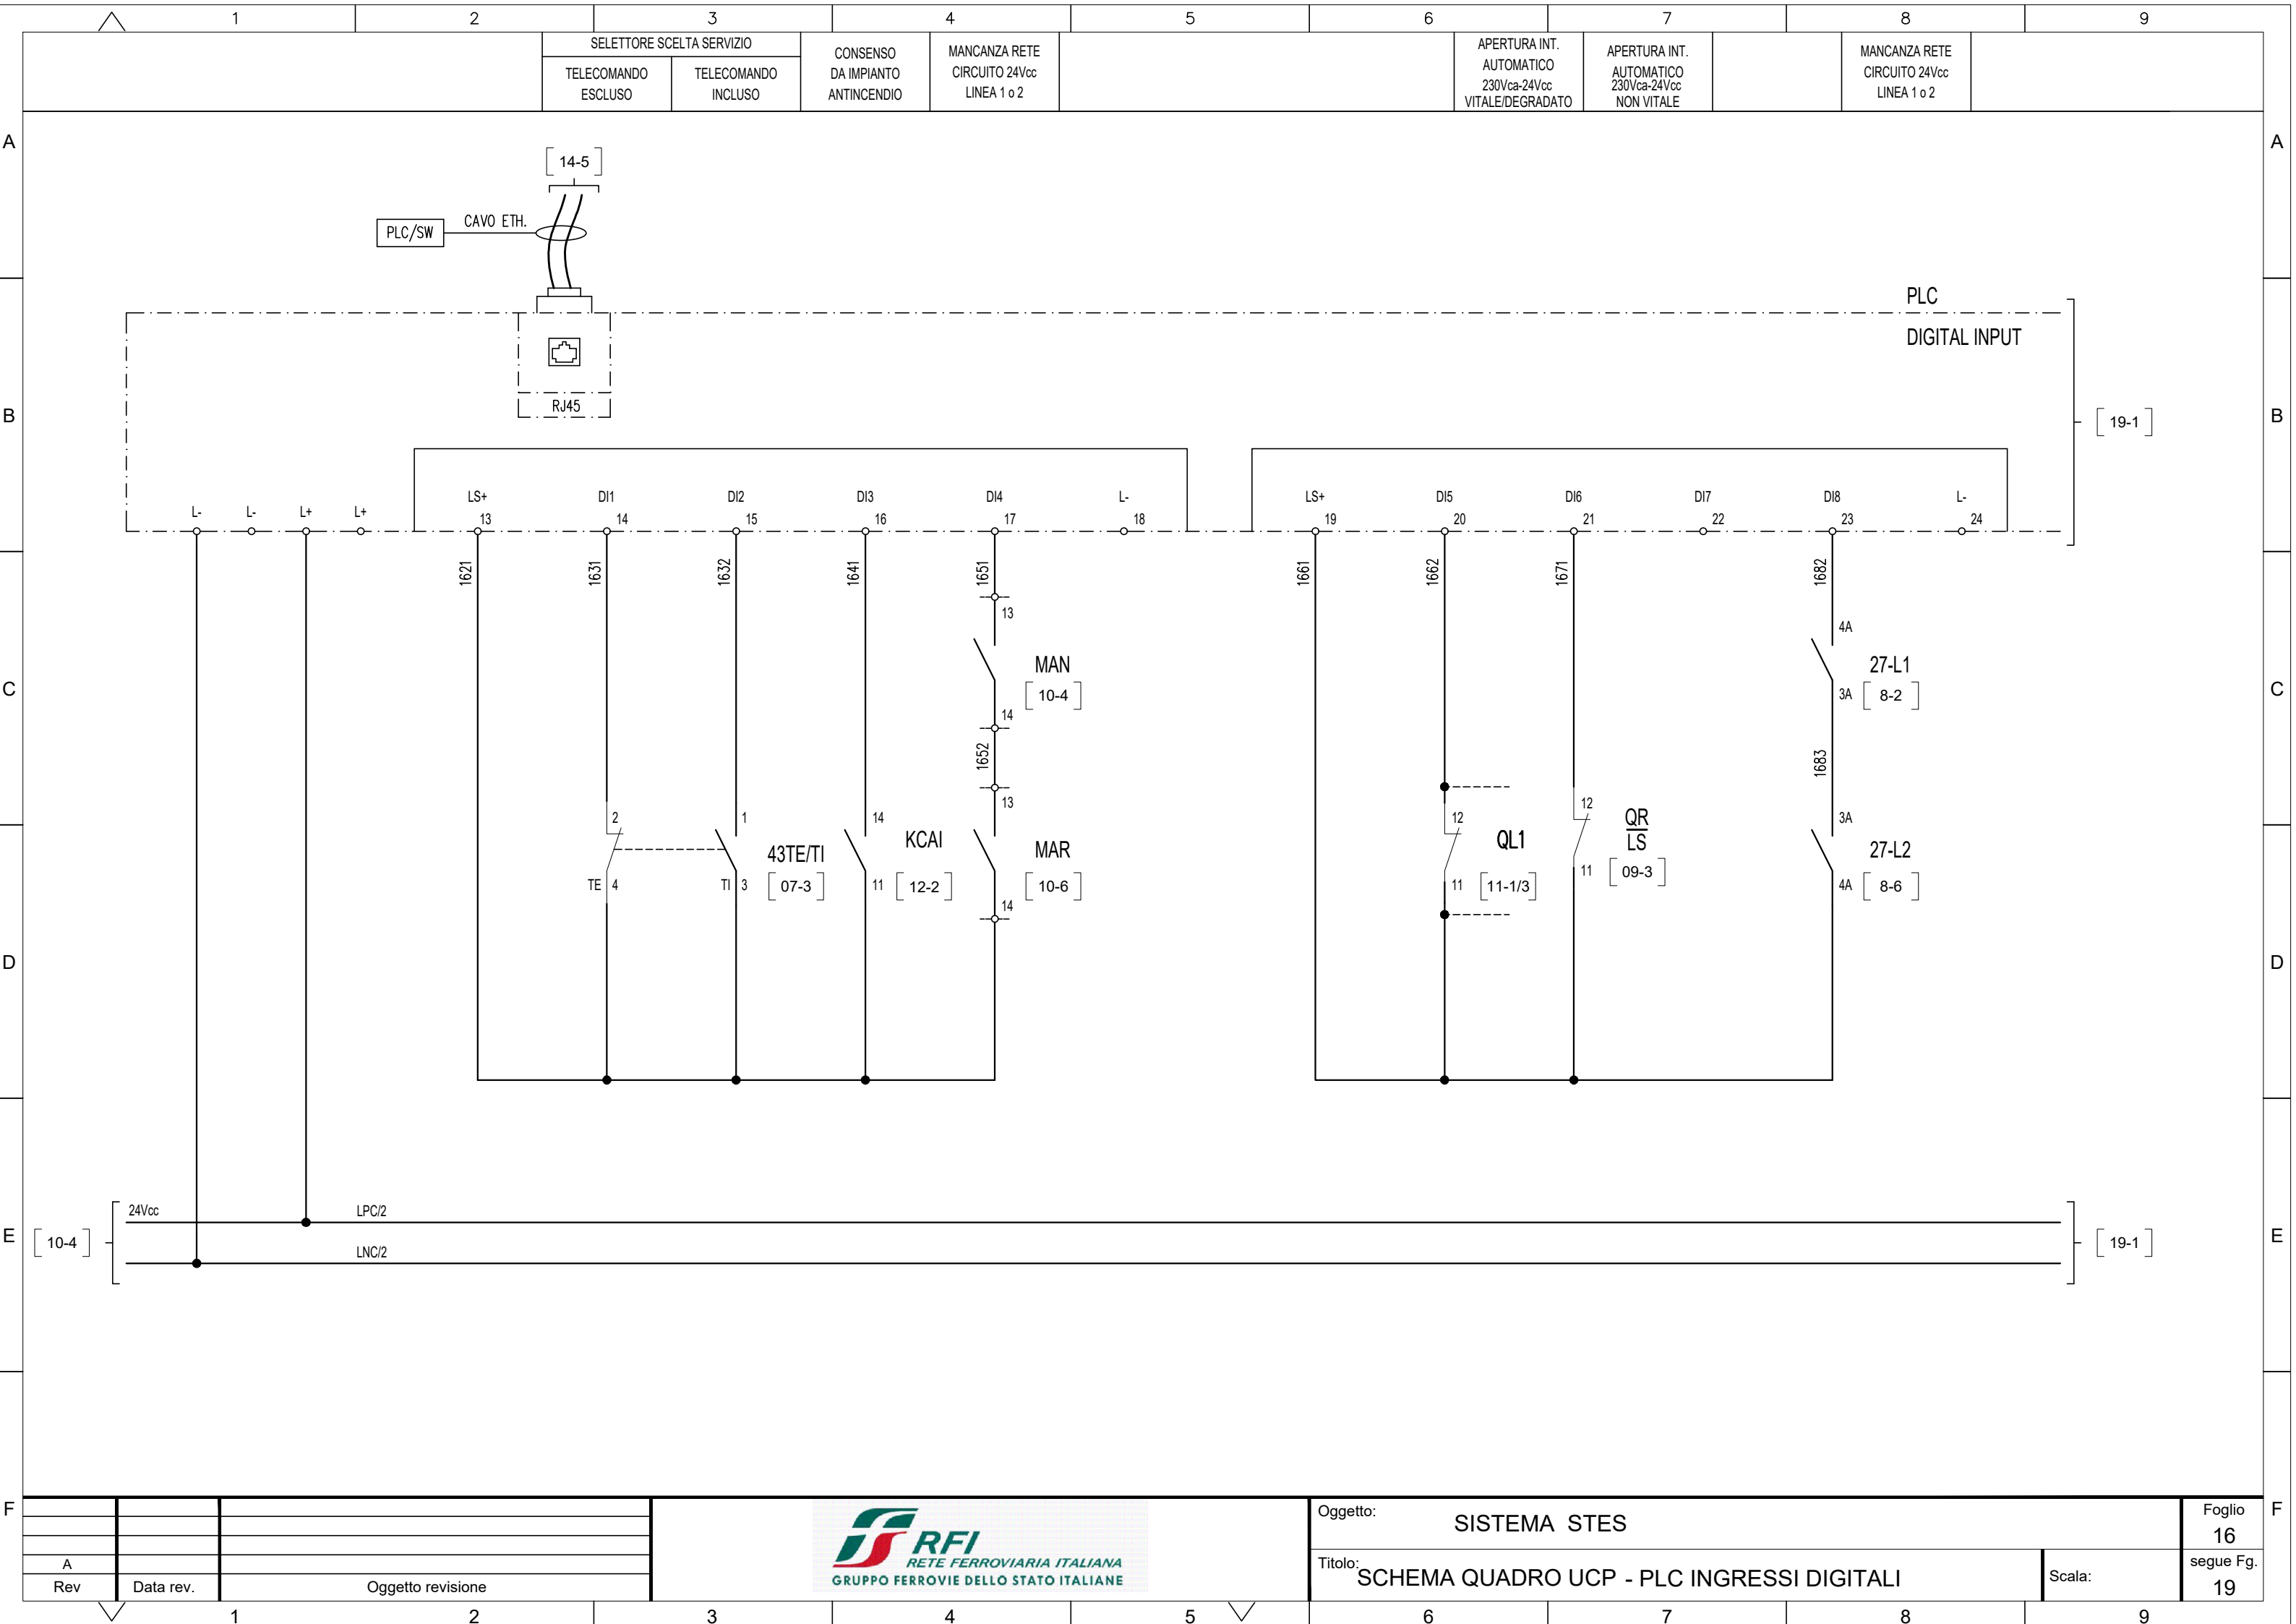 1 2 3 4 5 6 7 8 9
SELETTORE SCELTA SERVIZIO
TELECOMANDO
ESCLUSO
TELECOMANDO
INCLUSO
CONSENSO
DA IMPIANTO
ANTINCENDIO
MANCANZA RETE
CIRCUITO 24Vcc
LINEA 1 o 2
APERTURA INT.
AUTOMATICO
230Vca-24Vcc
VITALE/DEGRADATO
APERTURA INT.
AUTOMATICO
230Vca-24Vcc
NON VITALE
MANCANZA RETE
CIRCUITO 24Vcc
LINEA 1 o 2
A A
14-5
PLC/SW
CAVO ETH.
PLC
DIGITAL INPUT
RJ45
B B
19-1
L- L- L+ L+
LS+ DI1 DI2 DI3 DI4 L- LS+ DI5 DI6 DI7 DI8 L-
13 14 15 16 17 18 19 20 21 22 23 24
1621 1631 1632 1641 1651 1661 1662 1671 1682
13
4A
MAN
10-4
27-L1
3A 8-2
C C
14
1652
1683
13
2 1 14 12 12 3A
43TE/TI
07-3
KCAI
12-2
MAR
10-6
QL1
11-1/3
QR
LS
09-3
27-L2
8-6
TE 4 TI 3 11 11 11 4A
14
D D
24Vcc LPC/2
E 10-4 19-1 E
LNC/2
F F
A
Rev Data rev. Oggetto revisione
RFI
RETE FERROVIARIA ITALIANA
GRUPPO FERROVIE DELLO STATO ITALIANE
Oggetto: SISTEMA STES
Titolo: SCHEMA QUADRO UCP - PLC INGRESSI DIGITALI
Scala:
Foglio
16
segue Fg.
19
1 2 3 4 5 6 7 8 9